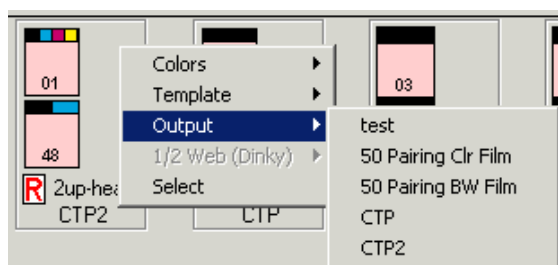 01
48
R 2up-hea
CTP2
CTP
03
Colors
Template
Output
1/2 Web (Dinky)
Select
test
50 Pairing Clr Film
50 Pairing BW Film
CTP
CTP2